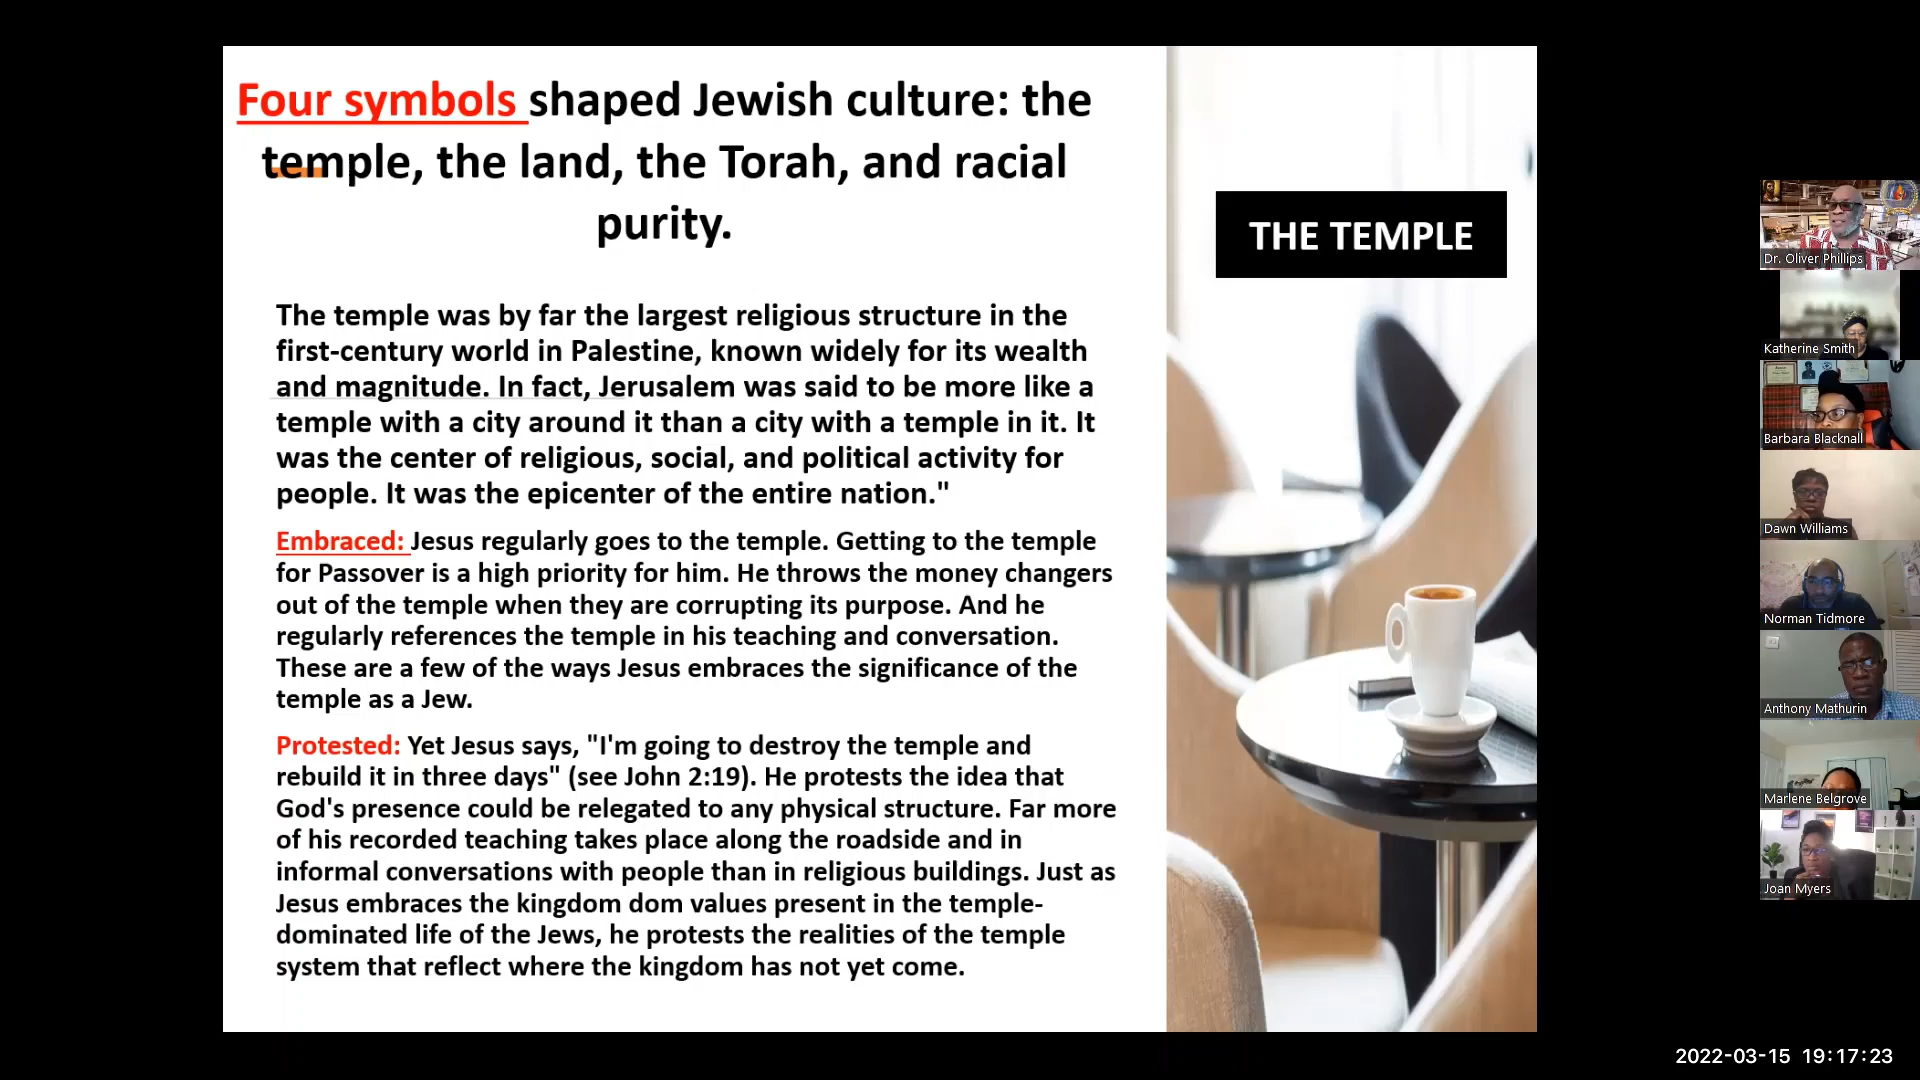 Four symbols shaped Jewish culture: the
temple, the land, the Torah, and racial
purity.
The temple was by far the largest religious structure in the
first-century world in Palestine, known widely for its wealth
and magnitude. In fact, Jerusalem was said to be more like a
temple with a city around it than a city with a temple in it. It
was the center of religious, social, and political activity for
people. It was the epicenter of the entire nation."
Embraced: Jesus regularly goes to the temple. Getting to the temple
for Passover is a high priority for him. He throws the money changers
out of the temple when they are corrupting its purpose. And he
regularly references the temple in his teaching and conversation.
These are a few of the ways Jesus embraces the significance of the
temple as a Jew.
Protested: Yet Jesus says, "I'm going to destroy the temple and
rebuild it in three days" (see John 2:19). He protests the idea that
God's presence could be relegated to any physical structure. Far more
of his recorded teaching takes place along the roadside and in
informal conversations with people than in religious buildings. Just as
Jesus embraces the kingdom dom values present in the temple-
dominated life of the Jews, he protests the realities of the temple
system that reflect where the kingdom has not yet come.
THE TEMPLE
Dr. Oliver Phillips
Katherine Smith
Barbara Blacknall
Dawn Williams
Norman Tidmore
Anthony Mathurin
Marlene Belgrove
Joan Myers
2022-03-15 19:17:23